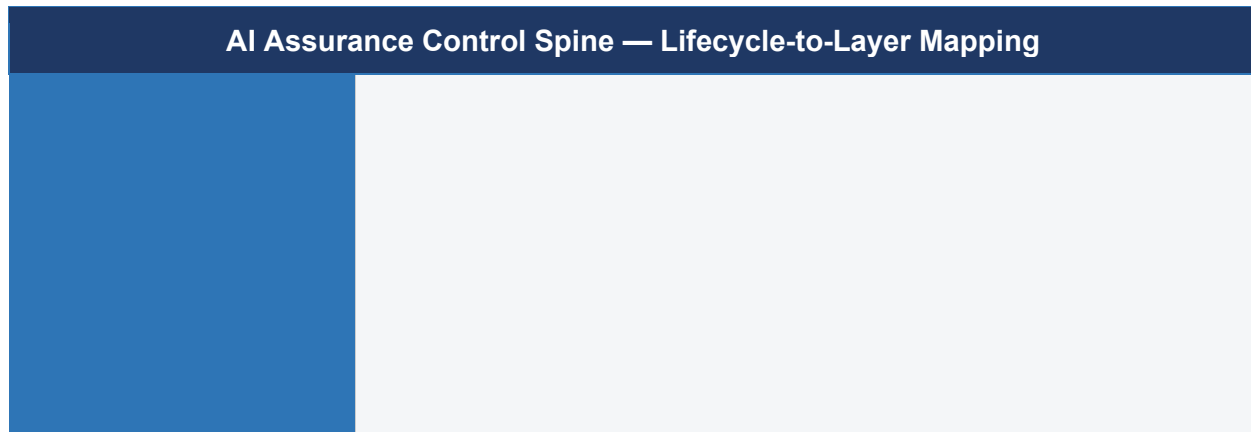 AI Assurance Control Spine — Lifecycle-to-Layer Mapping